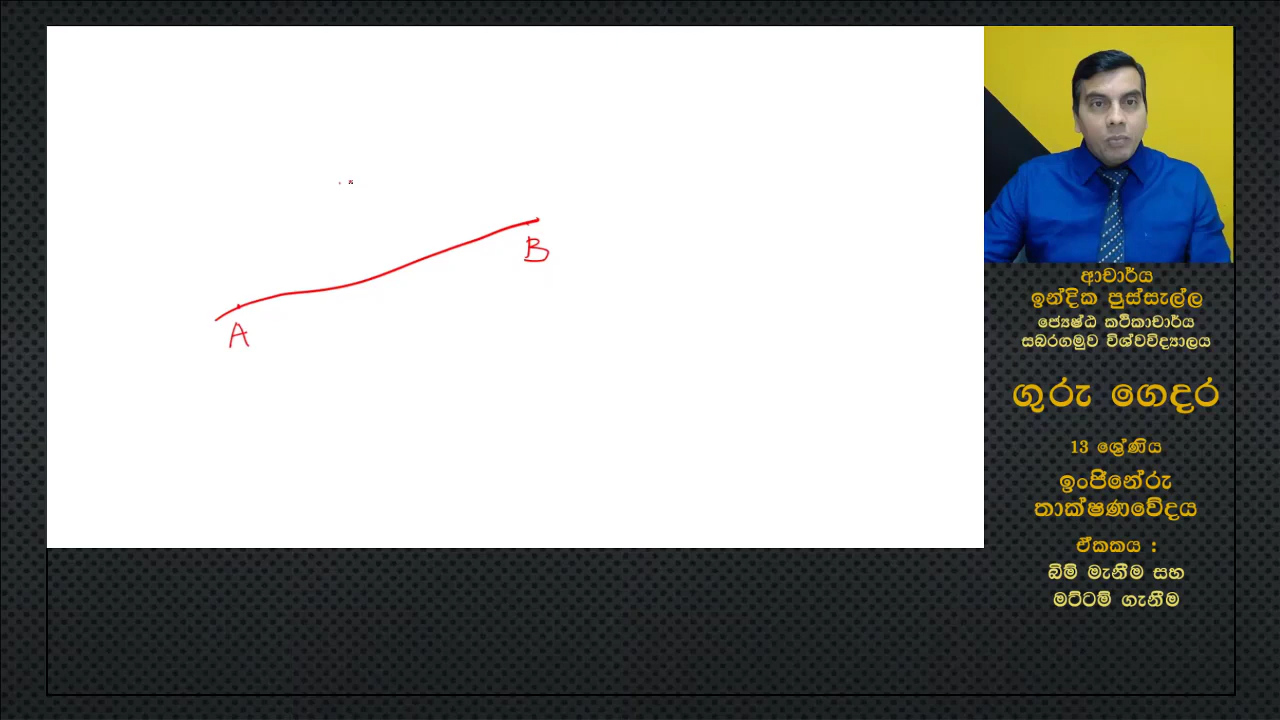 A
B
ආචාර්ය
ඉන්දික පුස්සැල්ල
ජ්‍යෙෂ්ඨ කථිකාචාර්ය
සබරගමුව විශ්වවිද්‍යාලය
ගුරු ගෙදර
13 ශ්‍රේණිය
ඉංජිනේරු
තාක්ෂණවේදය
ඒකකය :
බිම් මැනීම සහ
මට්ටම් ගැනීම